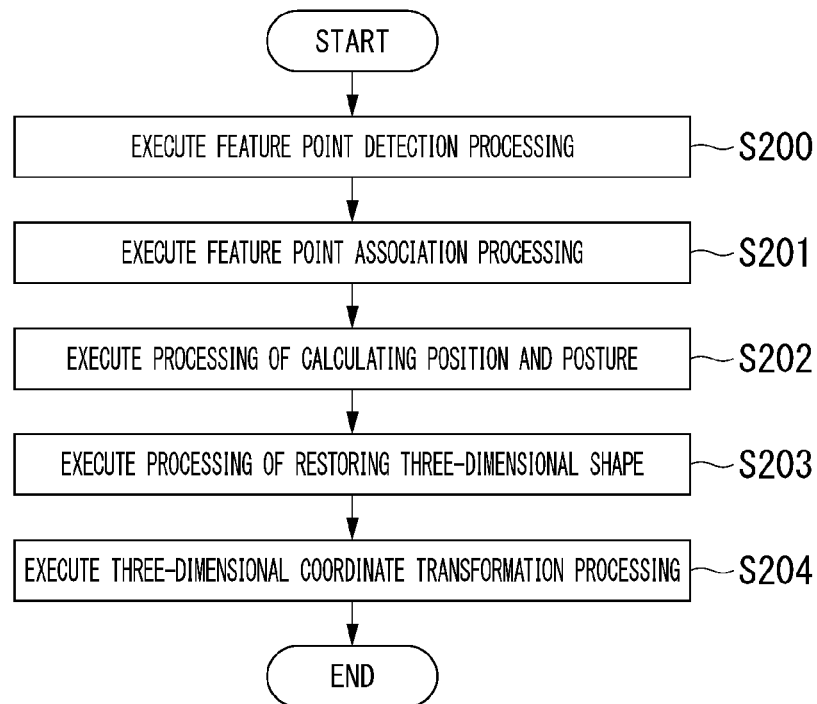 START
EXECUTE FEATURE POINT DETECTION PROCESSING
S200
EXECUTE FEATURE POINT ASSOCIATION PROCESSING
S201
EXECUTE PROCESSING OF CALCULATING POSITION AND POSTURE
S202
EXECUTE PROCESSING OF RESTORING THREE-DIMENSIONAL SHAPE
S203
EXECUTE THREE-DIMENSIONAL COORDINATE TRANSFORMATION PROCESSING
S204
END